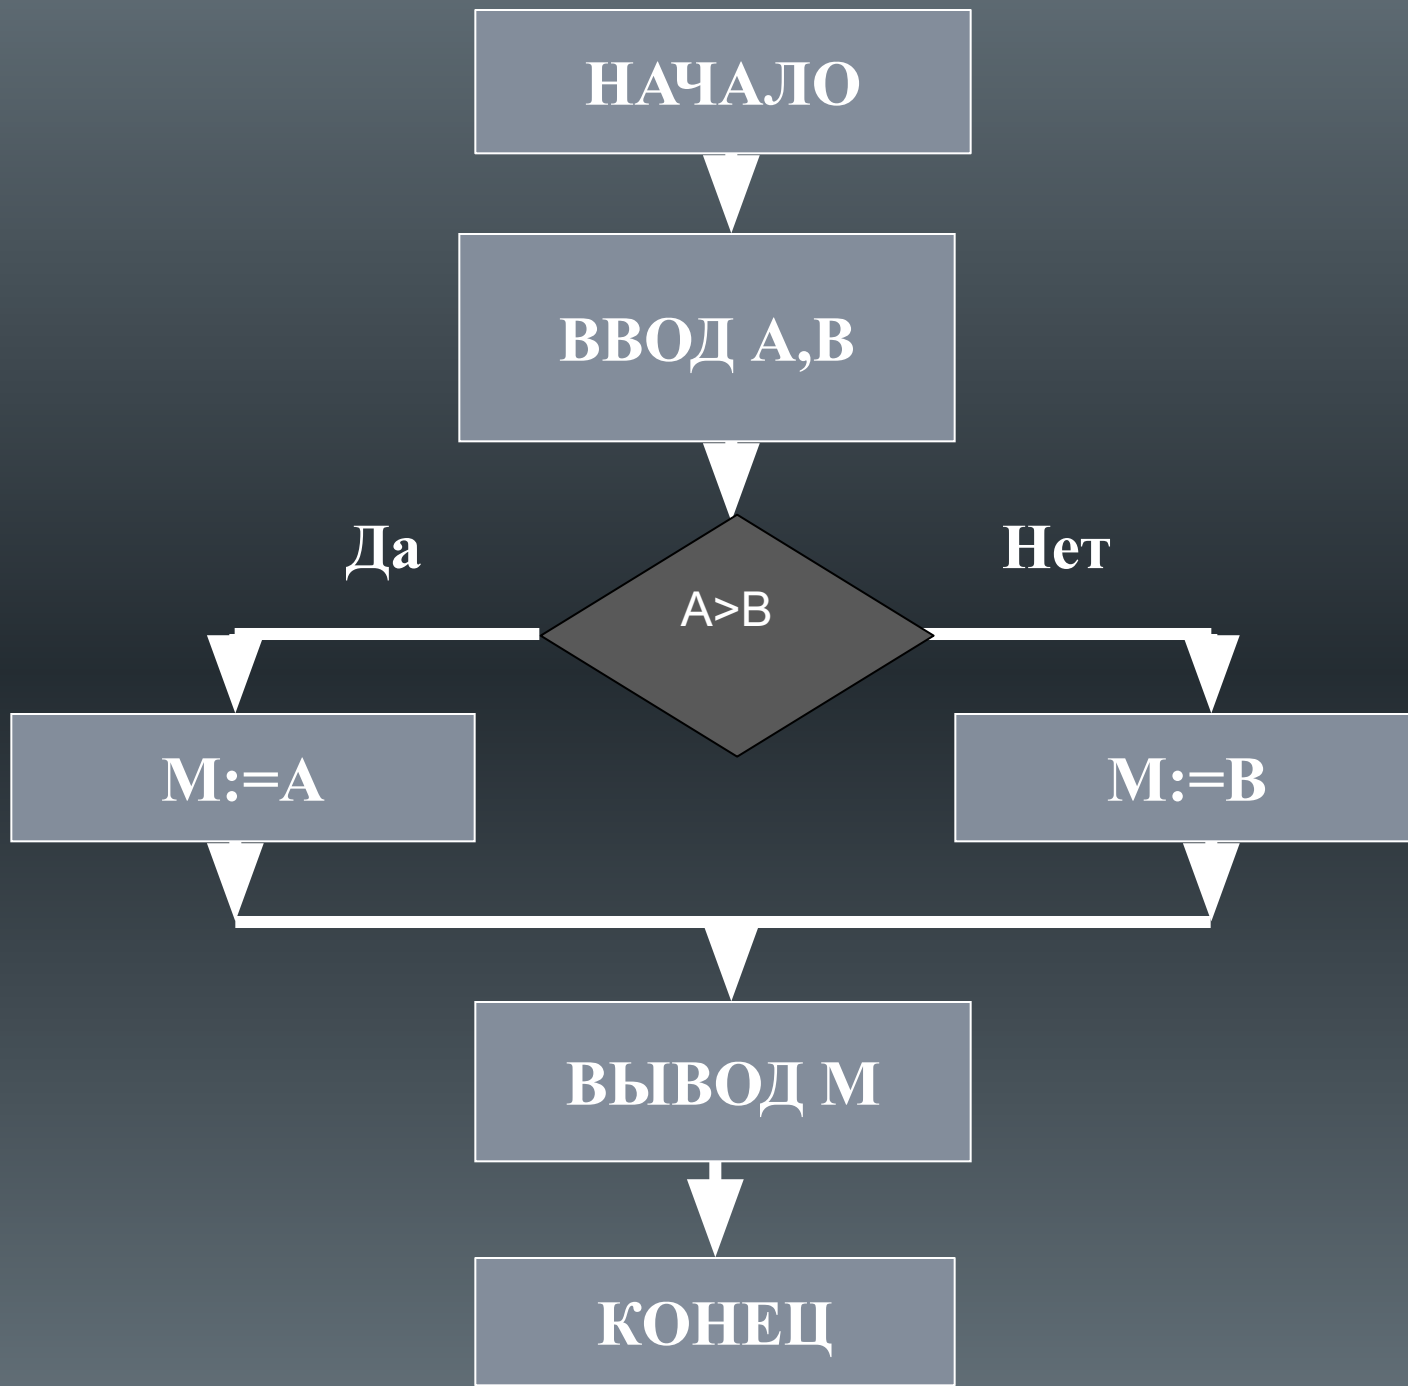 НАЧАЛО
ВВОД А,В
Да
Нет
A>B
М:=А
М:=В
ВЫВОД М
КОНЕЦ